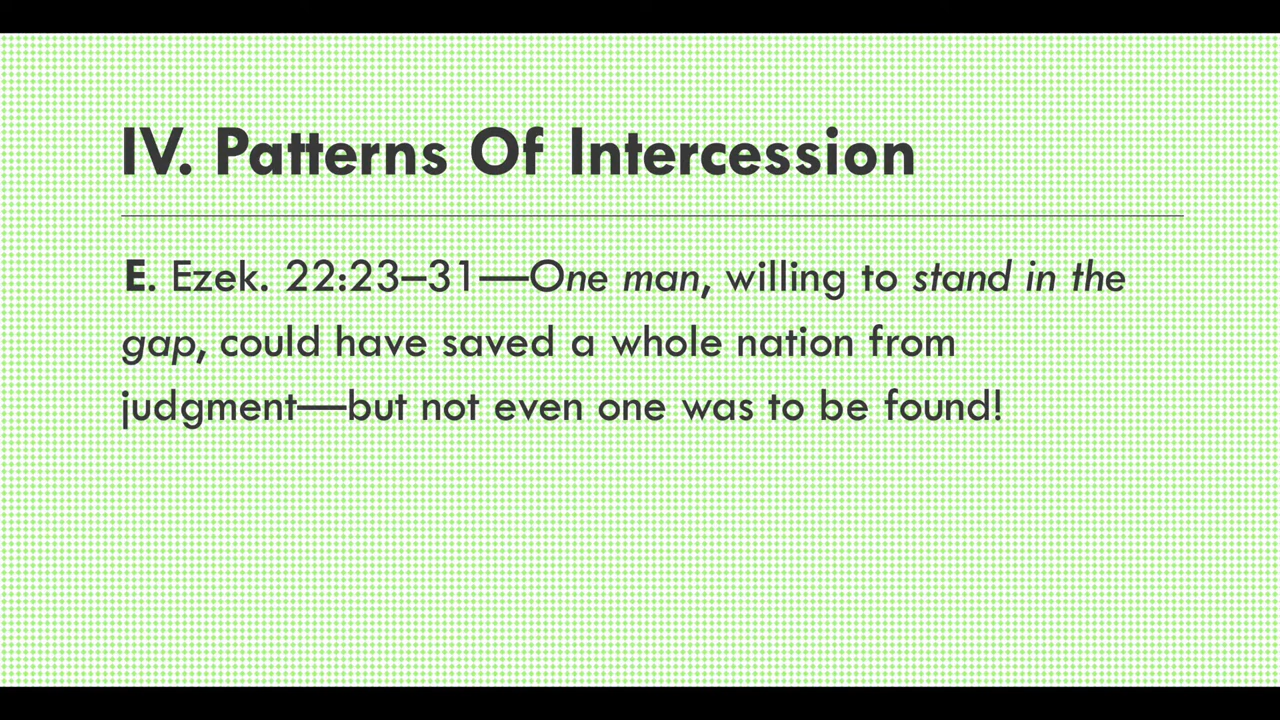 IV. Patterns Of Intercession
E. Ezek. 22:23–31—One man, willing to stand in the
gap, could have saved a whole nation from
judgment—but not even one was to be found!